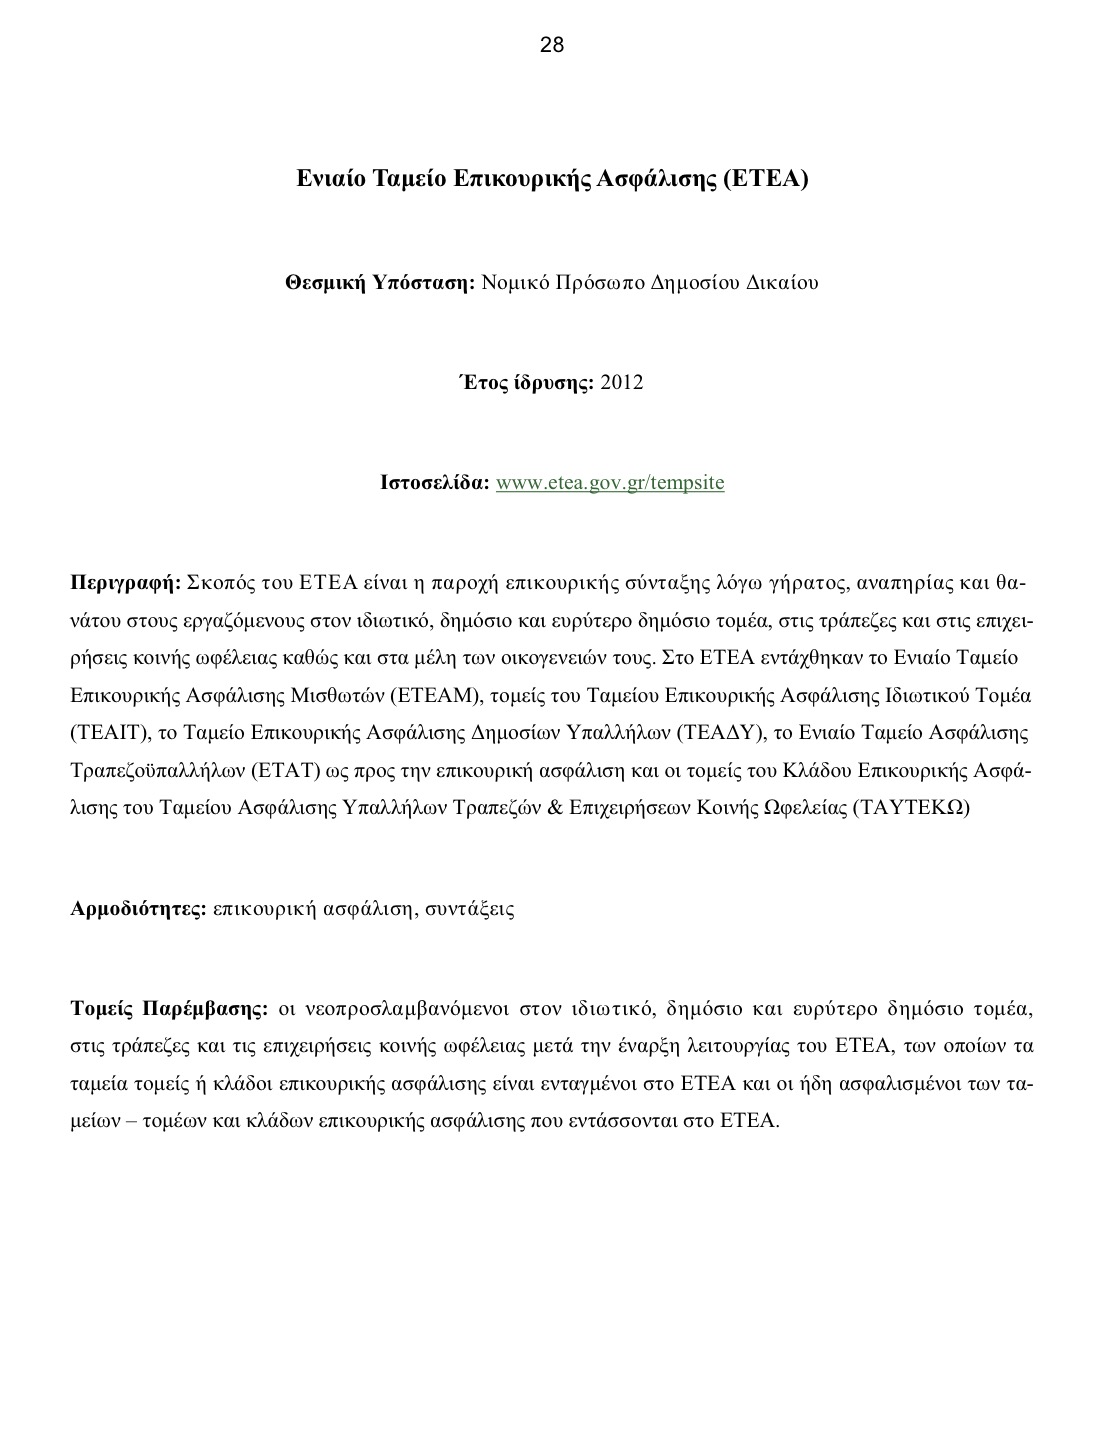 28
Ενιαίο Ταμείο Επικουρικής Ασφάλισης (ΕΤΕΑ)
Θεσμική Υπόσταση: Νομικό Πρόσωπο Δημοσίου Δικαίου
Έτος ίδρυσης: 2012
Ιστοσελίδα: www.etea.gov.gr/tempsite
Περιγραφή: Σκοπός του ΕΤΕΑ είναι η παροχή επικουρικής σύνταξης λόγω γήρατος, αναπηρίας και θα-
νάτου στους εργαζόμενους στον ιδιωτικό, δημόσιο και ευρύτερο δημόσιο τομέα, στις τράπεζες και στις επιχει-
ρήσεις κοινής ωφέλειας καθώς και στα μέλη των οικογενειών τους. Στο ΕΤΕΑ εντάχθηκαν το Ενιαίο Ταμείο
Επικουρικής Ασφάλισης Μισθωτών (ΕΤΕΑΜ), τομείς του Ταμείου Επικουρικής Ασφάλισης Ιδιωτικού Τομέα
(ΤΕΑΙΤ), το Ταμείο Επικουρικής Ασφάλισης Δημοσίων Υπαλλήλων (ΤΕΑΔΥ), το Ενιαίο Ταμείο Ασφάλισης
Τραπεζοϋπαλλήλων (ΕΤΑΤ) ως προς την επικουρική ασφάλιση και οι τομείς του Κλάδου Επικουρικής Ασφά-
λισης του Ταμείου Ασφάλισης Υπαλλήλων Τραπεζών & Επιχειρήσεων Κοινής Ωφελείας (ΤΑΥΤΕΚΩ)
Αρμοδιότητες: επικουρική ασφάλιση, συντάξεις
Τομείς Παρέμβασης: οι νεοπροσλαμβανόμενοι στον ιδιωτικό, δημόσιο και ευρύτερο δημόσιο τομέα,
στις τράπεζες και τις επιχειρήσεις κοινής ωφέλειας μετά την έναρξη λειτουργίας του ΕΤΕΑ, των οποίων τα
ταμεία τομείς ή κλάδοι επικουρικής ασφάλισης είναι ενταγμένοι στο ΕΤΕΑ και οι ήδη ασφαλισμένοι των τα-
μείων – τομέων και κλάδων επικουρικής ασφάλισης που εντάσσονται στο ΕΤΕΑ.